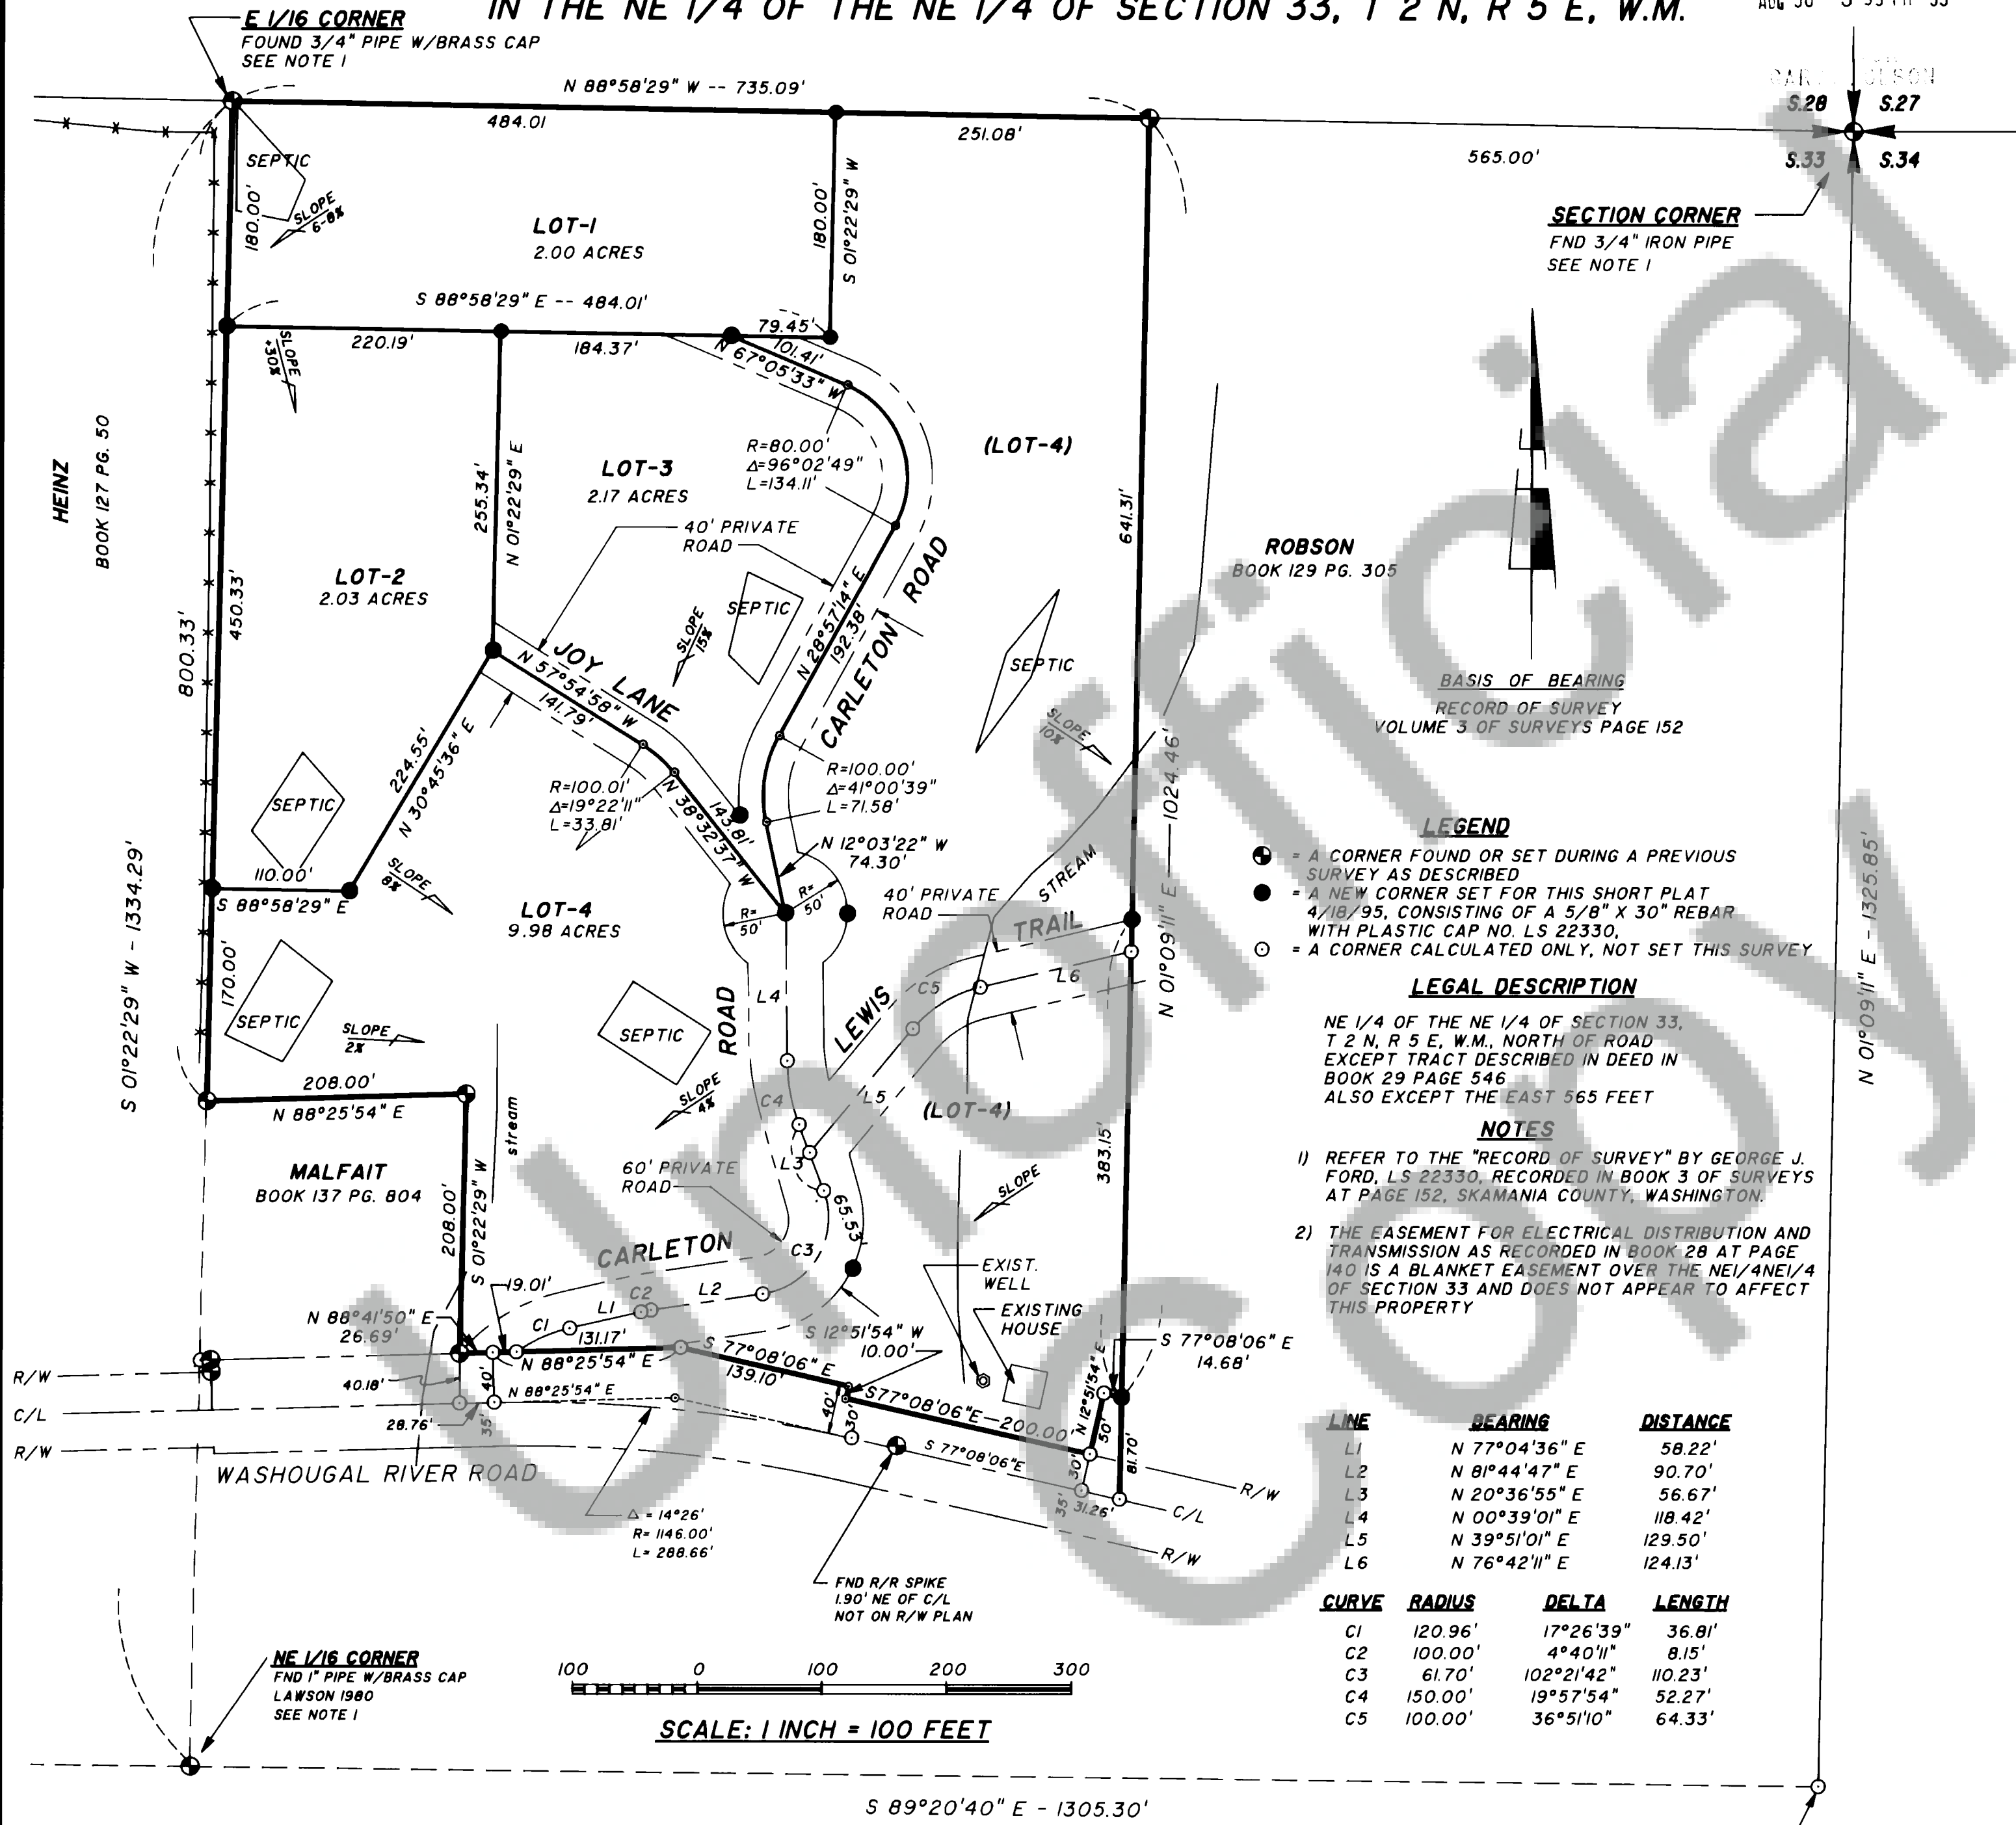 IN THE NE 1/4 OF THE NE 1/4 OF SECTION 33, T 2 N, R 5 E, W.M.
E 1/16 CORNER
FOUND 3/4" PIPE W/BRASS CAP
SEE NOTE 1
N 88°58'29" W -- 735.09'
484.01
251.08'
565.00'
S.28
S.27
S.33
S.34
SECTION CORNER
FND 3/4" IRON PIPE
SEE NOTE 1
SEPTIC
SLOPE
6-8%
180.00'
LOT-1
2.00 ACRES
180.00'
S 01°22'29" W
S 88°58'29" E -- 484.01'
220.19'
184.37'
79.45'
101.41'
N 67°05'33" W
SLOPE
+30%
HEINZ
BOOK 127 PG. 50
800.33'
450.33'
255.34'
N 01°22'29" E
LOT-3
2.17 ACRES
R=80.00'
Δ=96°02'49"
L=134.11'
(LOT-4)
641.31'
40' PRIVATE
ROAD
LOT-2
2.03 ACRES
ROBSON
BOOK 129 PG. 305
SEPTIC
SLOPE
15%
N 28°57'14" E
192.38'
CARLETON ROAD
SEPTIC
JOY LANE
N 57°54'58" W
141.79'
BASIS OF BEARING
RECORD OF SURVEY
VOLUME 3 OF SURVEYS PAGE 152
SLOPE
10%
224.55'
N 30°45'36" E
SEPTIC
R=100.01'
Δ=19°22'11"
L=33.81'
143.81'
N 38°32'37" W
R=100.00'
Δ=41°00'39"
L=71.58'
N 12°03'22" W
74.30'
N 01°09'11" E — 1024.46'
S 01°22'29" W - 1334.29'
N 01°09'11" E - 1325.85'
LEGEND
= A CORNER FOUND OR SET DURING A PREVIOUS
SURVEY AS DESCRIBED
= A NEW CORNER SET FOR THIS SHORT PLAT
4/18/95, CONSISTING OF A 5/8" X 30" REBAR
WITH PLASTIC CAP NO. LS 22330,
= A CORNER CALCULATED ONLY, NOT SET THIS SURVEY
110.00'
S 88°58'29" E
SLOPE
8%
LOT-4
9.98 ACRES
R=
50'
R=
50'
40' PRIVATE
ROAD
STREAM
TRAIL
LEWIS
C5
L6
LEGAL DESCRIPTION
NE 1/4 OF THE NE 1/4 OF SECTION 33,
T 2 N, R 5 E, W.M., NORTH OF ROAD
EXCEPT TRACT DESCRIBED IN DEED IN
BOOK 29 PAGE 546
ALSO EXCEPT THE EAST 565 FEET
170.00'
SEPTIC
SLOPE
2%
SEPTIC
ROAD
L4
SLOPE
4%
C4
L5
(LOT-4)
383.15'
208.00'
N 88°25'54" E
stream
MALFAIT
BOOK 137 PG. 804
208.00'
S 01°22'29" W
60' PRIVATE
ROAD
L3
65.53'
SLOPE
NOTES
1) REFER TO THE "RECORD OF SURVEY" BY GEORGE J.
FORD, LS 22330, RECORDED IN BOOK 3 OF SURVEYS
AT PAGE 152, SKAMANIA COUNTY, WASHINGTON.
2) THE EASEMENT FOR ELECTRICAL DISTRIBUTION AND
TRANSMISSION AS RECORDED IN BOOK 28 AT PAGE
140 IS A BLANKET EASEMENT OVER THE NE1/4NE1/4
OF SECTION 33 AND DOES NOT APPEAR TO AFFECT
THIS PROPERTY
CARLETON
C3
19.01'
L1
C2
L2
C1
131.17'
N 88°25'54" E
N 88°41'50" E
26.69'
EXIST.
WELL
EXISTING
HOUSE
S 12°51'54" W
10.00'
S 77°08'06" E
139.10'
S 77°08'06" E
14.68'
N 12°51'54" E
50'
S77°08'06"E—200.00'
R/W
C/L
R/W
40.18'
40'
N 88°25'54" E
28.76'
35'
40'
30'
S 77°08'06"E
30'
35'
31.26'
81.70'
R/W
C/L
R/W
WASHOUGAL RIVER ROAD
Δ = 14°26'
R= 1146.00'
L= 288.66'
FND R/R SPIKE
1.90' NE OF C/L
NOT ON R/W PLAN
LINE BEARING DISTANCE
L1 N 77°04'36" E 58.22'
L2 N 81°44'47" E 90.70'
L3 N 20°36'55" E 56.67'
L4 N 00°39'01" E 118.42'
L5 N 39°51'01" E 129.50'
L6 N 76°42'11" E 124.13'
CURVE RADIUS DELTA LENGTH
C1 120.96' 17°26'39" 36.81'
C2 100.00' 4°40'11" 8.15'
C3 61.70' 102°21'42" 110.23'
C4 150.00' 19°57'54" 52.27'
C5 100.00' 36°51'10" 64.33'
NE 1/16 CORNER
FND 1" PIPE W/BRASS CAP
LAWSON 1980
SEE NOTE 1
100 0 100 200 300
SCALE: 1 INCH = 100 FEET
S 89°20'40" E - 1305.30'
Unofficial
Copy